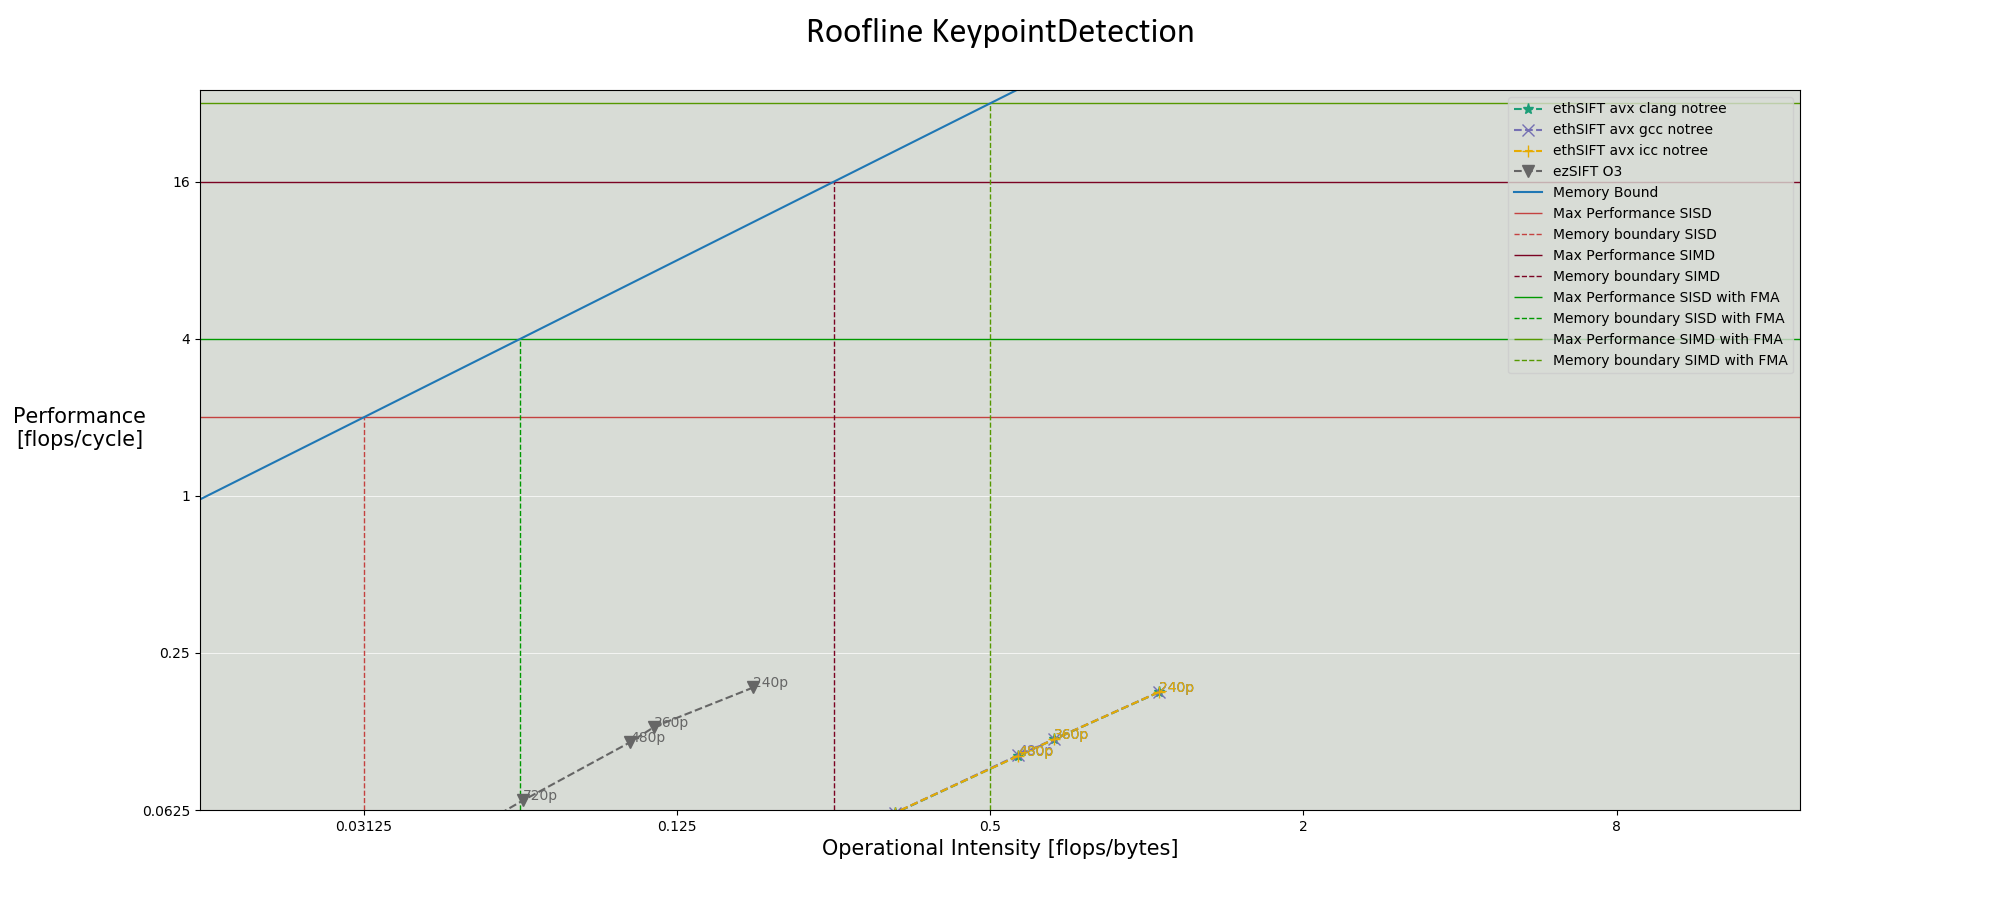 Roofline KeypointDetection
Performance
[flops/cycle]
16
4
1
0.25
0.0625
ethSIFT avx clang notree
ethSIFT avx gcc notree
ethSIFT avx icc notree
ezSIFT O3
Memory Bound
Max Performance SISD
Memory boundary SISD
Max Performance SIMD
Memory boundary SIMD
Max Performance SISD with FMA
Memory boundary SISD with FMA
Max Performance SIMD with FMA
Memory boundary SIMD with FMA
240p
360p
480p
720p
240p
360p
480p
0.03125
0.125
0.5
2
8
Operational Intensity [flops/bytes]